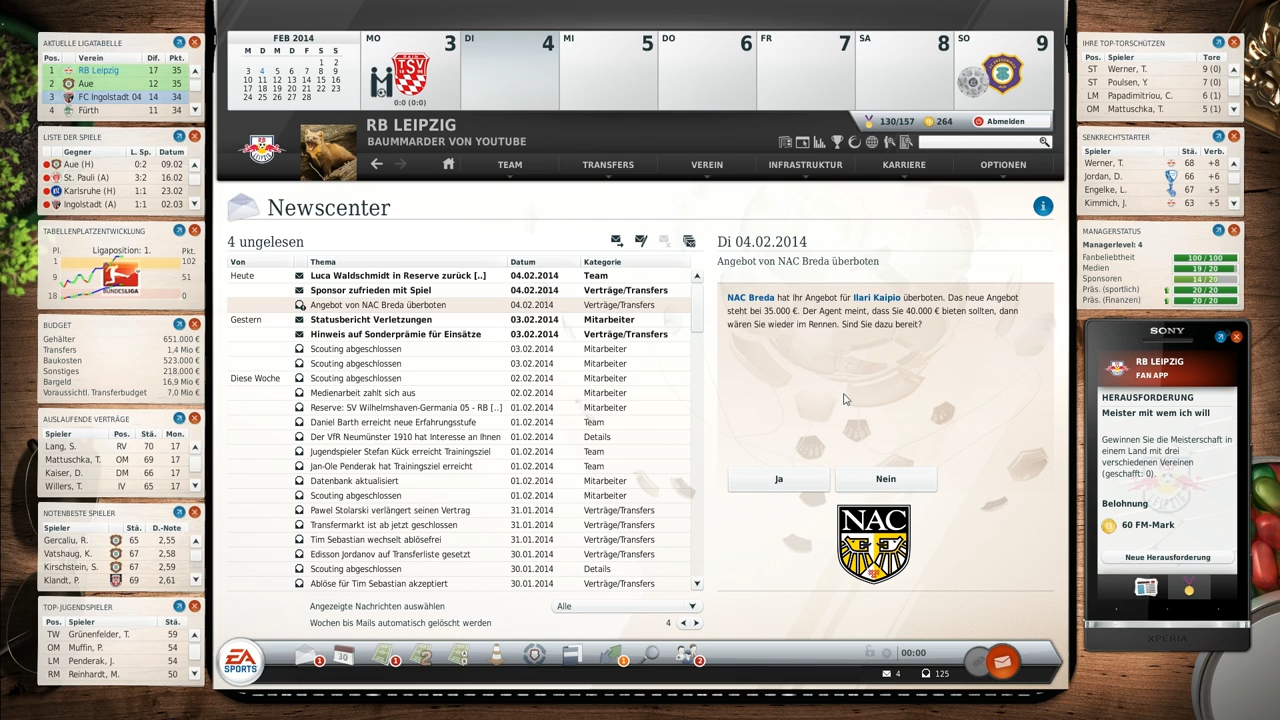 AKTUELLE LIGATABELLE
Pos. Verein Dif. Pkt.
1 RB Leipzig 17 35
2 Aue 12 35
3 FC Ingolstadt 04 14 34
4 Fürth 11 34
LISTE DER SPIELE
Gegner L. Sp. Datum
Aue (H) 0:2 09.02
St. Pauli (A) 3:2 16.02
Karlsruhe (H) 1:1 23.02
Ingolstadt (A) 1:1 02.03
TABELLENPLATZENTWICKLUNG
Pl. Ligaposition: 1. Pkt.
1 102
9 51
18 0
BUNDESLIGA
BUDGET
Gehälter 651.000 €
Transfers 1,4 Mio €
Baukosten 523.000 €
Sonstiges 218.000 €
Bargeld 16,9 Mio €
Voraussichtl. Transferbudget 7,0 Mio €
AUSLAUFENDE VERTRÄGE
Spieler Pos. Stä. Mon.
Lang, S. RV 70 17
Mattuschka, T. OM 69 17
Kaiser, D. DM 66 17
Willers, T. IV 65 17
NOTENBESTE SPIELER
Spieler Stä. D.-Note
Gercaliu, R. 65 2,55
Vatshaug, K. 67 2,58
Kirschstein, S. 67 2,59
Klandt, P. 69 2,61
TOP-JUGENDSPIELER
Pos. Spieler Stä.
TW Grünenfelder, T. 59
OM Muffin, P. 54
LM Penderak, J. 54
RM Reinhardt, M. 50
FEB 2014
M D M D F S S
1 2
3 4 5 6 7 8 9
10 11 12 13 14 15 16
17 18 19 20 21 22 23
24 25 26 27 28
MO 3
0:0 (0:0)
DI 4
MI 5
DO 6
FR 7
SA 8
SO 9
130/157 264 Abmelden
RB LEIPZIG
BAUMMARDER VON YOUTUBE
TEAM TRANSFERS VEREIN INFRASTRUKTUR KARRIERE OPTIONEN
Newscenter
4 ungelesen
Von Thema Datum Kategorie
Heute Luca Waldschmidt in Reserve zurück [..] 04.02.2014 Team
Sponsor zufrieden mit Spiel 04.02.2014 Verträge/Transfers
Angebot von NAC Breda überboten 04.02.2014 Verträge/Transfers
Gestern Statusbericht Verletzungen 03.02.2014 Mitarbeiter
Hinweis auf Sonderprämie für Einsätze 03.02.2014 Verträge/Transfers
Scouting abgeschlossen 03.02.2014 Mitarbeiter
Scouting abgeschlossen 03.02.2014 Mitarbeiter
Diese Woche Scouting abgeschlossen 02.02.2014 Mitarbeiter
Medienarbeit zahlt sich aus 02.02.2014 Mitarbeiter
Reserve: SV Wilhelmshaven-Germania 05 - RB [..] 01.02.2014 Mitarbeiter
Daniel Barth erreicht neue Erfahrungsstufe 01.02.2014 Team
Der VfR Neumünster 1910 hat Interesse an Ihnen 01.02.2014 Details
Jugendspieler Stefan Kück erreicht Trainingsziel 01.02.2014 Team
Jan-Ole Penderak hat Trainingsziel erreicht 01.02.2014 Team
Datenbank aktualisiert 01.02.2014 Mitarbeiter
Scouting abgeschlossen 01.02.2014 Mitarbeiter
Pawel Stolarski verlängert seinen Vertrag 31.01.2014 Verträge/Transfers
Transfermarkt ist ab jetzt geschlossen 31.01.2014 Verträge/Transfers
Tim Sebastian wechselt ablösefrei 31.01.2014 Verträge/Transfers
Edisson Jordanov auf Transferliste gesetzt 30.01.2014 Verträge/Transfers
Scouting abgeschlossen 30.01.2014 Details
Ablöse für Tim Sebastian akzeptiert 30.01.2014 Verträge/Transfers
Angezeigte Nachrichten auswählen Alle
Wochen bis Mails automatisch gelöscht werden 4
Di 04.02.2014
Angebot von NAC Breda überboten
NAC Breda hat Ihr Angebot für Ilari Kaipio überboten. Das neue Angebot
steht bei 35.000 €. Der Agent meint, dass Sie 40.000 € bieten sollten, dann
wären Sie wieder im Rennen. Sind Sie dazu bereit?
Ja Nein
NAC
EA SPORTS
1 30 1 2 1 2
00:00
4 125
IHRE TOP-TORSCHÜTZEN
Pos. Spieler Tore
ST Werner, T. 9 (0)
ST Poulsen, Y. 7 (0)
LM Papadimitriou, C. 6 (1)
OM Mattuschka, T. 5 (1)
SENKRECHTSTARTER
Spieler Stä. Verb.
Werner, T. 68 +8
Jordan, D. 66 +6
Engelke, L. 67 +5
Kimmich, J. 63 +5
MANAGERSTATUS
Managerlevel: 4
Fanbeliebtheit 100 / 100
Medien 19 / 20
Sponsoren 14 / 20
Präs. (sportlich) 20 / 20
Präs. (finanzen) 20 / 20
SONY
RB LEIPZIG
FAN APP
HERAUSFORDERUNG
Meister mit wem ich will
Gewinnen Sie die Meisterschaft in
einem Land mit drei
verschiedenen Vereinen
(geschafft: 0).
Belohnung
60 FM-Mark
Neue Herausforderung
XPERIA